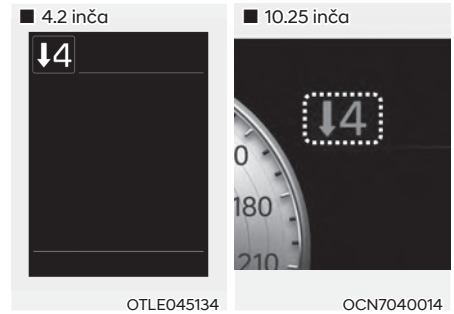 ■ 4.2 inča
↓4
OTLE045134
■ 10.25 inča
↓4
0
180
210
OCN7040014